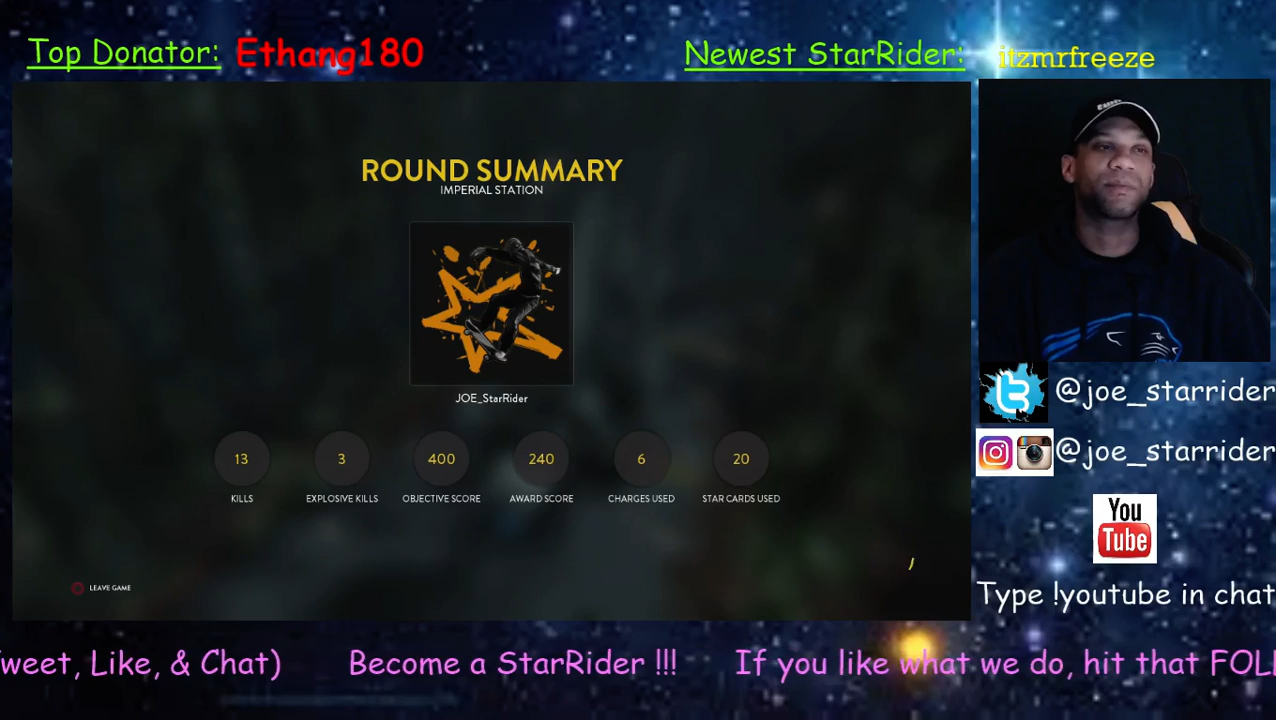 Top Donator: Ethang180
Newest StarRider: itzmrfreeze
ROUND SUMMARY
IMPERIAL STATION
JOE_StarRider
13 3 400 240 6 20
KILLS EXPLOSIVE KILLS OBJECTIVE SCORE AWARD SCORE CHARGES USED STAR CARDS USED
LEAVE GAME
@joe_starrider
@joe_starrider
You
Tube
Type !youtube in chat
weet, Like, & Chat) Become a StarRider !!! If you like what we do, hit that FOLL